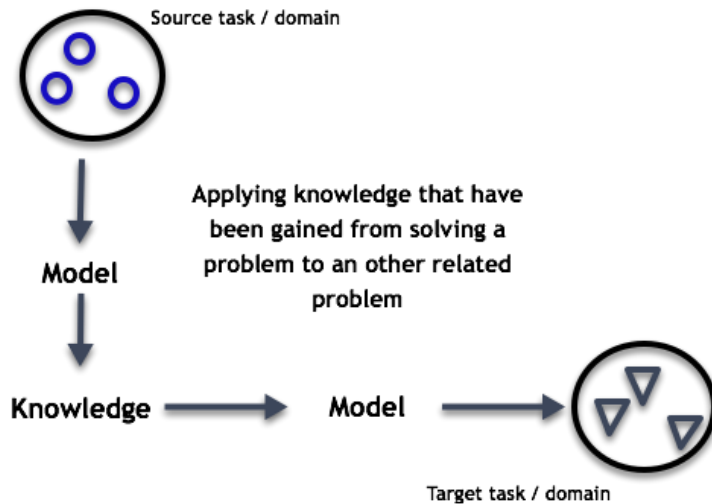 Source task / domain
Applying knowledge that have
been gained from solving a
problem to an other related
problem
Model
Knowledge
Model
Target task / domain